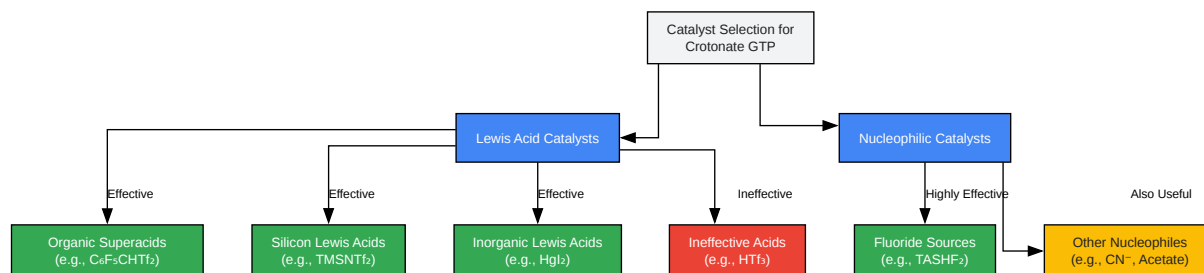 Catalyst Selection for
Crotonate GTP
Lewis Acid Catalysts
Nucleophilic Catalysts
Effective
Effective
Effective
Ineffective
Highly Effective
Also Useful
Organic Superacids
(e.g., C₆F₅CHTf₂)
Silicon Lewis Acids
(e.g., TMSNTf₂)
Inorganic Lewis Acids
(e.g., HgI₂)
Ineffective Acids
(e.g., HTf₃)
Fluoride Sources
(e.g., TASHF₂)
Other Nucleophiles
(e.g., CN⁻, Acetate)